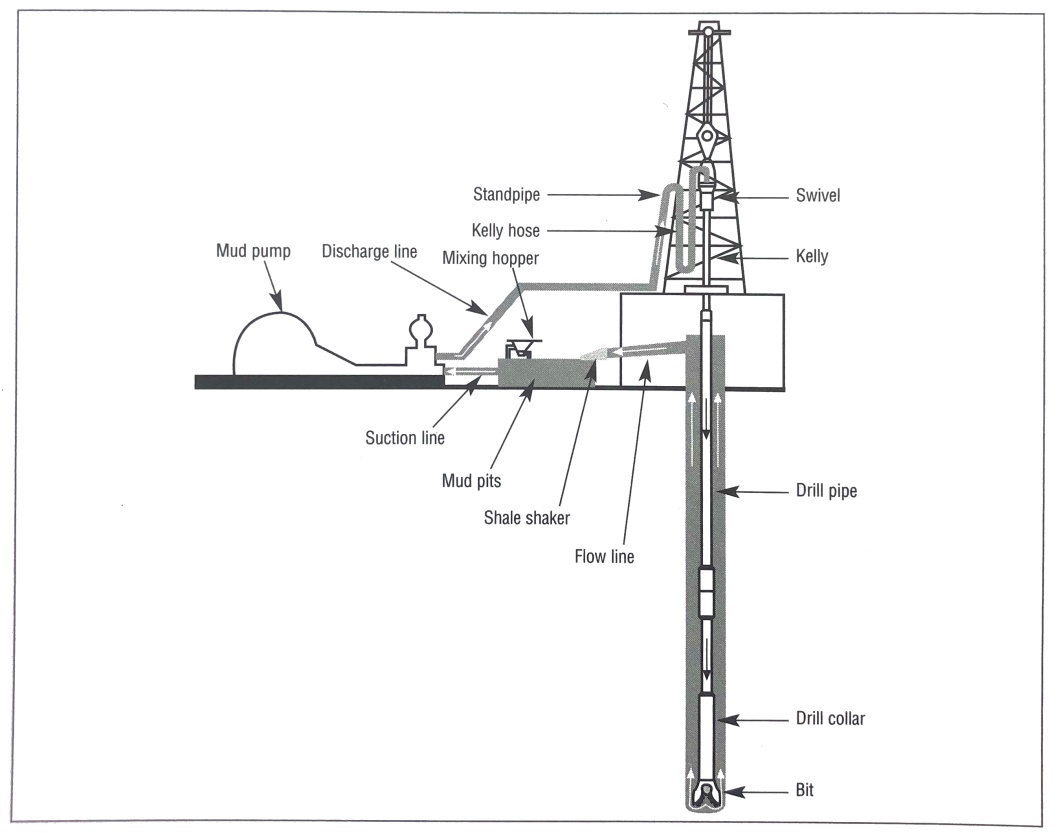 Standpipe
Swivel
Kelly hose
Mud pump
Discharge line
Mixing hopper
Kelly
Suction line
Mud pits
Drill pipe
Shale shaker
Flow line
Drill collar
Bit